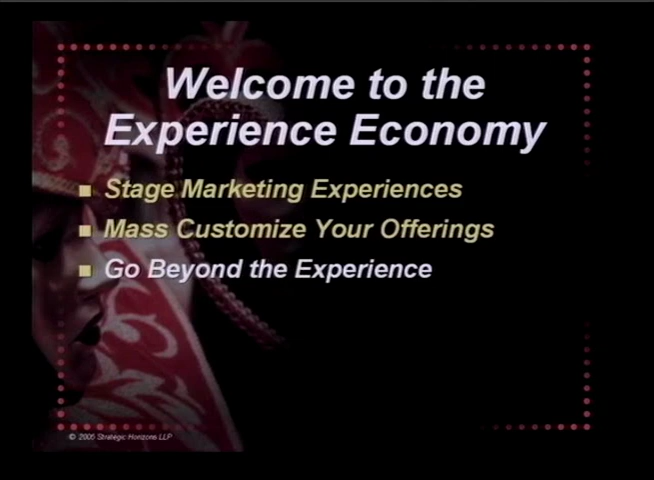 Welcome to the
Experience Economy
■ Stage Marketing Experiences
■ Mass Customize Your Offerings
■ Go Beyond the Experience
© 2005 Strategic Horizons LLP